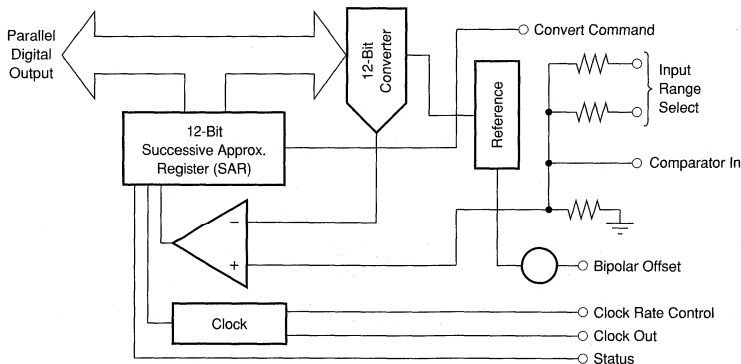 Parallel
Digital
Output
12-Bit
Converter
Convert Command
Reference
Input
Range
Select
12-Bit
Successive Approx.
Register (SAR)
Comparator In
−
+
Bipolar Offset
Clock
Clock Rate Control
Clock Out
Status